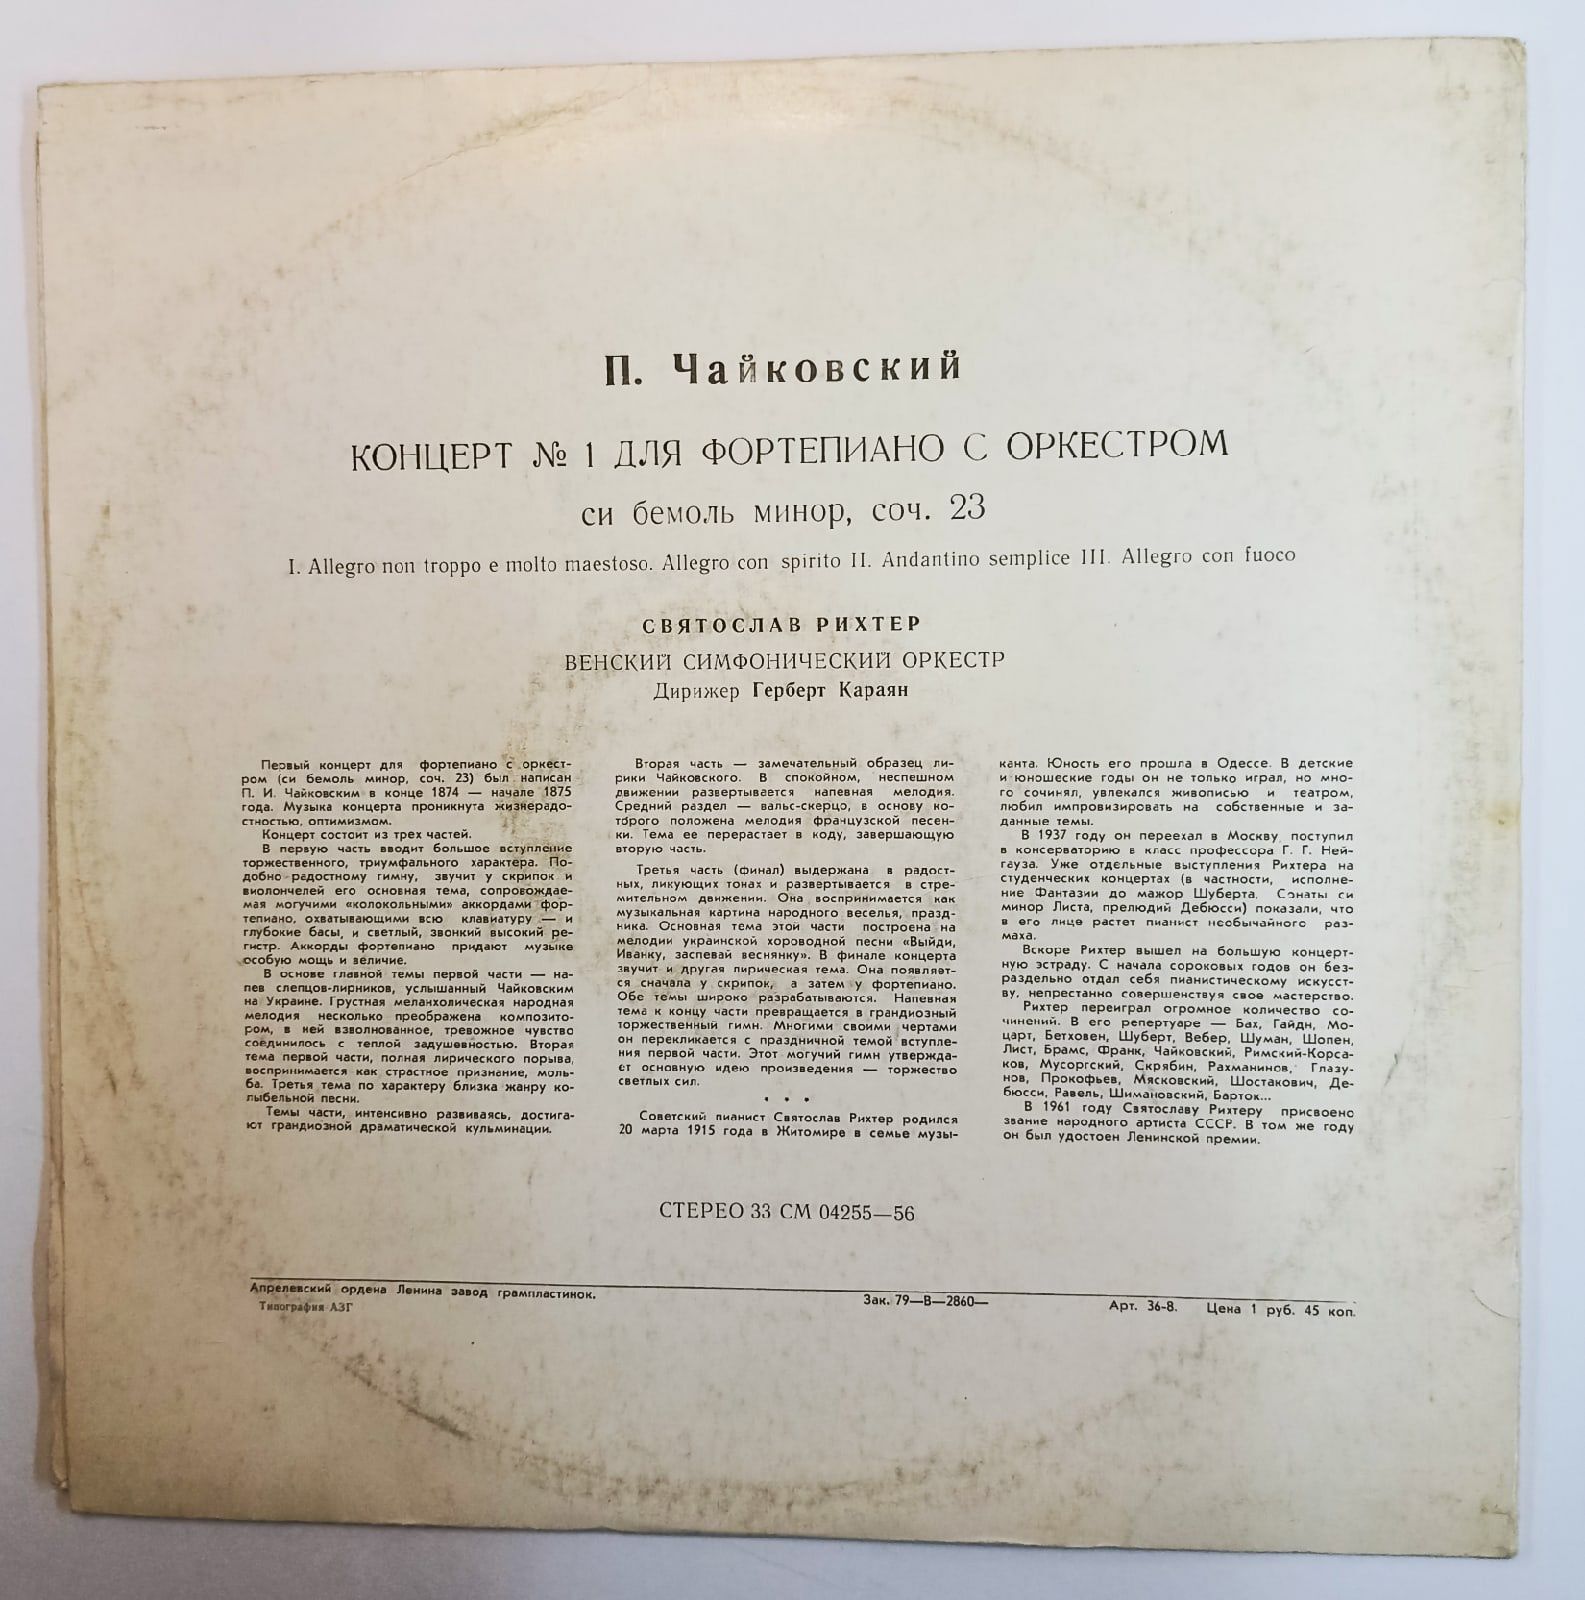 П. Чайковский
КОНЦЕРТ № 1 ДЛЯ ФОРТЕПИАНО С ОРКЕСТРОМ
си бемоль минор, соч. 23
I. Allegro non troppo e molto maestoso. Allegro con spirito II. Andantino semplice III. Allegro con fuoco
СВЯТОСЛАВ РИХТЕР
ВЕНСКИЙ СИМФОНИЧЕСКИЙ ОРКЕСТР
Дирижер Герберт Караян
Первый концерт для фортепиано с оркест-
ром (си бемоль минор, соч. 23) был написан
П. И. Чайковским в конце 1874 — начале 1875
года. Музыка концерта проникнута жизнерадо-
стностью, оптимизмом.
Концерт состоит из трех частей.
В первую часть вводит большое вступление
торжественного, триумфального характера. По-
добно радостному гимну, звучит у скрипок и
виолончелей его основная тема, сопровождае-
мая могучими «колокольными» аккордами фор-
тепиано, охватывающими всю клавиатуру — и
глубокие басы, и светлый, звонкий высокий ре-
гистр. Аккорды фортепиано придают музыке
особую мощь и величие.
В основе главной темы первой части — на-
пев слепцов-лирников, услышанный Чайковским
на Украине. Грустная меланхолическая народная
мелодия несколько преображена композито-
ром, в ней взволнованное, тревожное чувство
соединилось с теплой задушевностью. Вторая
тема первой части, полная лирического порыва,
воспринимается как страстное признание, моль-
ба. Третья тема по характеру близка жанру ко-
лыбельной песни.
Темы части, интенсивно развиваясь, достига-
ют грандиозной драматической кульминации.
Вторая часть — замечательный образец ли-
рики Чайковского. В спокойном, неспешном
движении развертывается напевная мелодия.
Средний раздел — вальс-скерцо, в основу ко-
торого положена мелодия французской песен-
ки. Тема ее перерастает в коду, завершающую
вторую часть.
Третья часть (финал) выдержана в радост-
ных, ликующих тонах и развертывается в стре-
мительном движении. Она воспринимается как
музыкальная картина народного веселья, празд-
ника. Основная тема этой части построена на
мелодии украинской хороводной песни «Выйди,
Иванку, заспевай веснянку». В финале концерта
звучит и другая лирическая тема. Она появляет-
ся сначала у скрипок, а затем у фортепиано.
Обе темы широко разрабатываются. Напевная
тема к концу части превращается в грандиозный
торжественный гимн. Многими своими чертами
он перекликается с праздничной темой вступле-
ния первой части. Этот могучий гимн утвержда-
ет основную идею произведения — торжество
светлых сил.
• • •
Советский пианист Святослав Рихтер родился
20 марта 1915 года в Житомире в семье музы-
канта. Юность его прошла в Одессе. В детские
и юношеские годы он не только играл, но мно-
го сочинял, увлекался живописью и театром,
любил импровизировать на собственные и за-
данные темы.
В 1937 году он переехал в Москву поступил
в консерваторию в класс профессора Г. Г. Ней-
гауза. Уже отдельные выступления Рихтера на
студенческих концертах (в частности, исполне-
ние Фантазии до мажор Шуберта. Сонаты си
минор Листа, прелюдий Дебюсси) показали, что
в его лице растет пианист необычайного раз-
маха.
Вскоре Рихтер вышел на большую концерт-
ную эстраду. С начала сороковых годов он без-
раздельно отдал себя пианистическому искусст-
ву, непрестанно совершенствуя свое мастерство.
Рихтер переиграл огромное количество со-
чинений. В его репертуаре — Бах, Гайдн, Мо-
царт, Бетховен, Шуберт, Вебер, Шуман, Шопен,
Лист, Брамс, Франк, Чайковский, Римский-Корса-
ков, Мусоргский, Скрябин, Рахманинов, Глазу-
нов, Прокофьев, Мясковский, Шостакович, Де-
бюсси, Равель, Шимановский, Барток...
В 1961 году Святославу Рихтеру присвоено
звание народного артиста СССР. В том же году
он был удостоен Ленинской премии.
СТЕРЕО 33 СМ 04255—56
Апрелевский ордена Ленина завод грампластинок.
Типография АЗГ
Зак. 79—В—2860—
Арт. 36-8. Цена 1 руб. 45 коп.